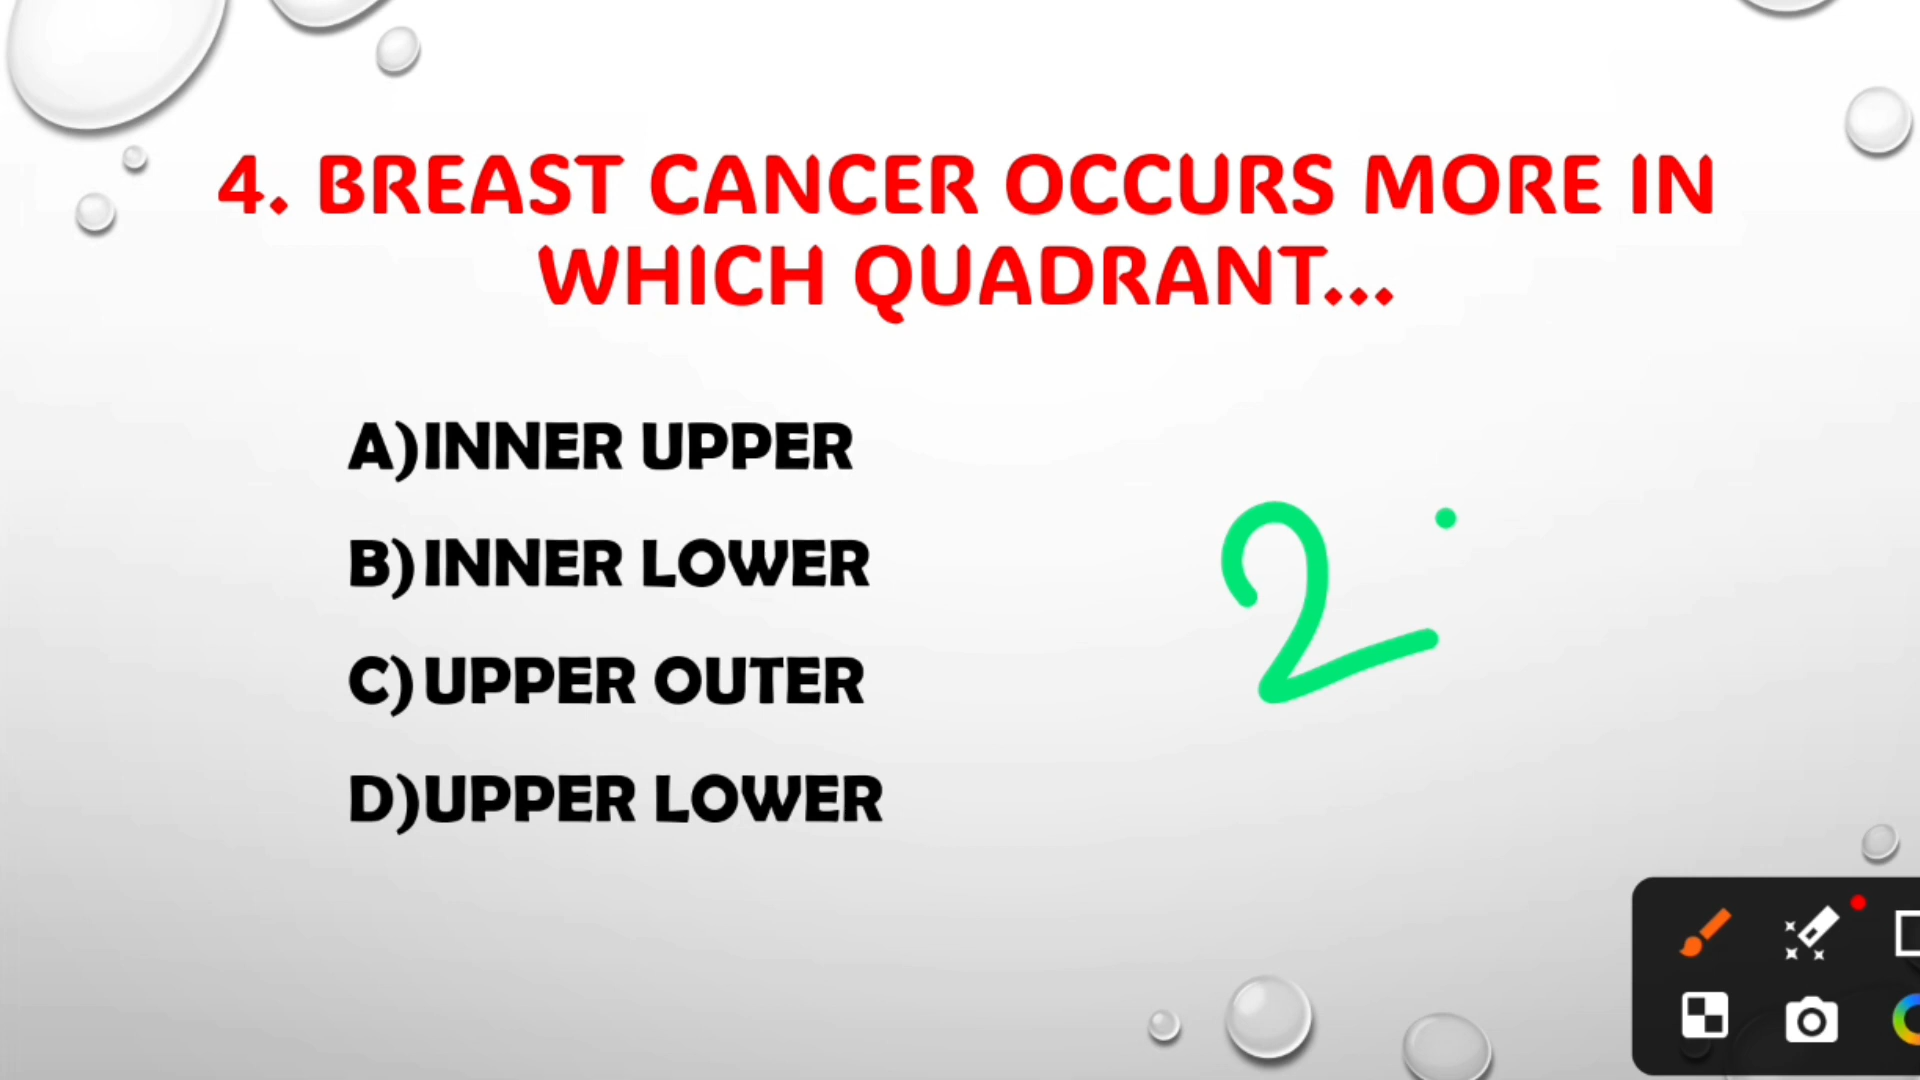 4. BREAST CANCER OCCURS MORE IN
WHICH QUADRANT...
A) INNER UPPER
B) INNER LOWER
C) UPPER OUTER
D) UPPER LOWER
2